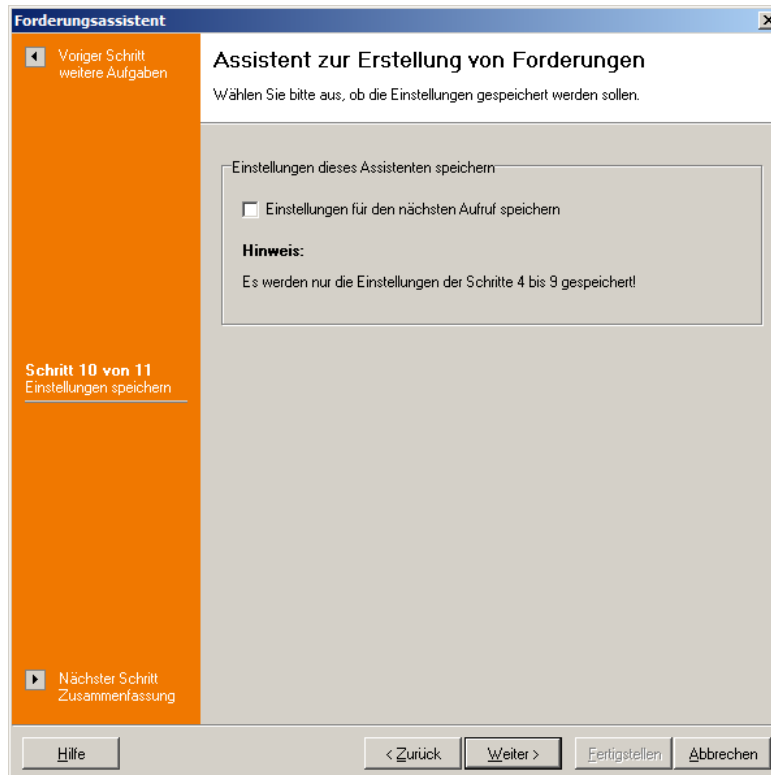 Forderungsassistent
Voriger Schritt
weitere Aufgaben
Assistent zur Erstellung von Forderungen
Wählen Sie bitte aus, ob die Einstellungen gespeichert werden sollen.
Einstellungen dieses Assistenten speichern
Einstellungen für den nächsten Aufruf speichern
Hinweis:
Es werden nur die Einstellungen der Schritte 4 bis 9 gespeichert!
Schritt 10 von 11
Einstellungen speichern
Nächster Schritt
Zusammenfassung
Hilfe
< Zurück
Weiter >
Fertigstellen
Abbrechen